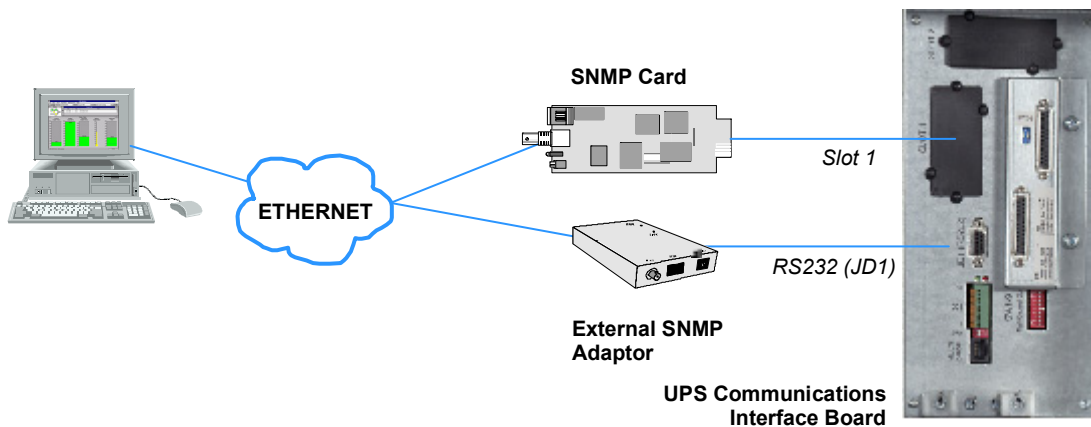 SNMP Card
Slot 1
ETHERNET
RS232 (JD1)
External SNMP
Adaptor
UPS Communications
Interface Board